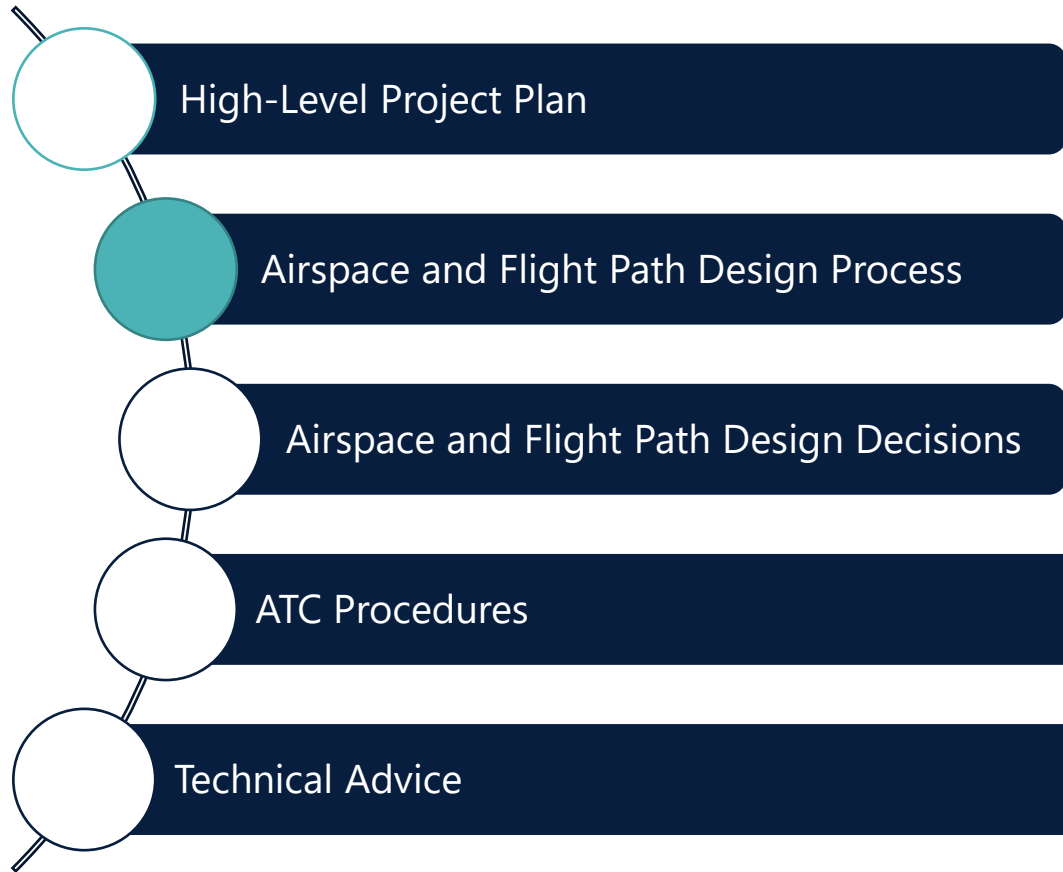 High-Level Project Plan
Airspace and Flight Path Design Process
Airspace and Flight Path Design Decisions
ATC Procedures
Technical Advice